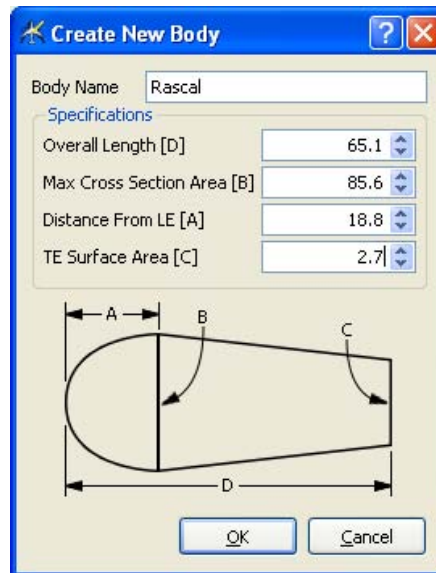 Create New Body
?
Body Name Rascal
Specifications
Overall Length [D] 65.1
Max Cross Section Area [B] 85.6
Distance From LE [A] 18.8
TE Surface Area [C] 2.7
A
B
C
D
OK Cancel